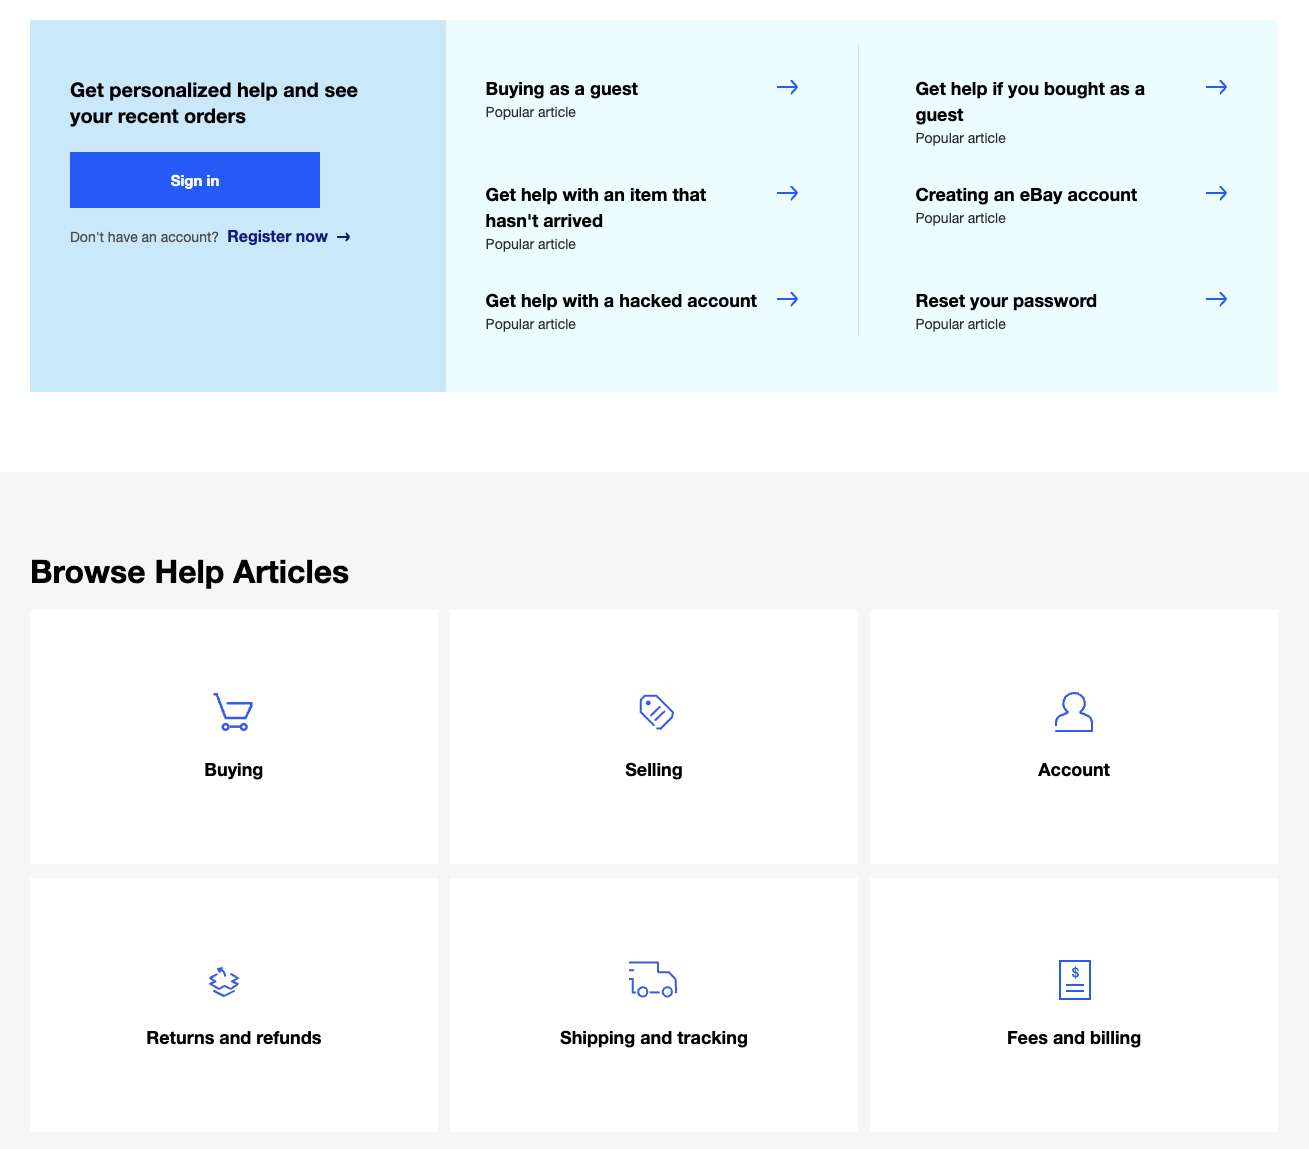 Get personalized help and see
your recent orders
Sign in
Don't have an account? Register now →
Buying as a guest
Popular article
Get help if you bought as a
guest
Popular article
Get help with an item that
hasn't arrived
Popular article
Creating an eBay account
Popular article
Get help with a hacked account
Popular article
Reset your password
Popular article
Browse Help Articles
Buying
Selling
Account
Returns and refunds
Shipping and tracking
$
Fees and billing